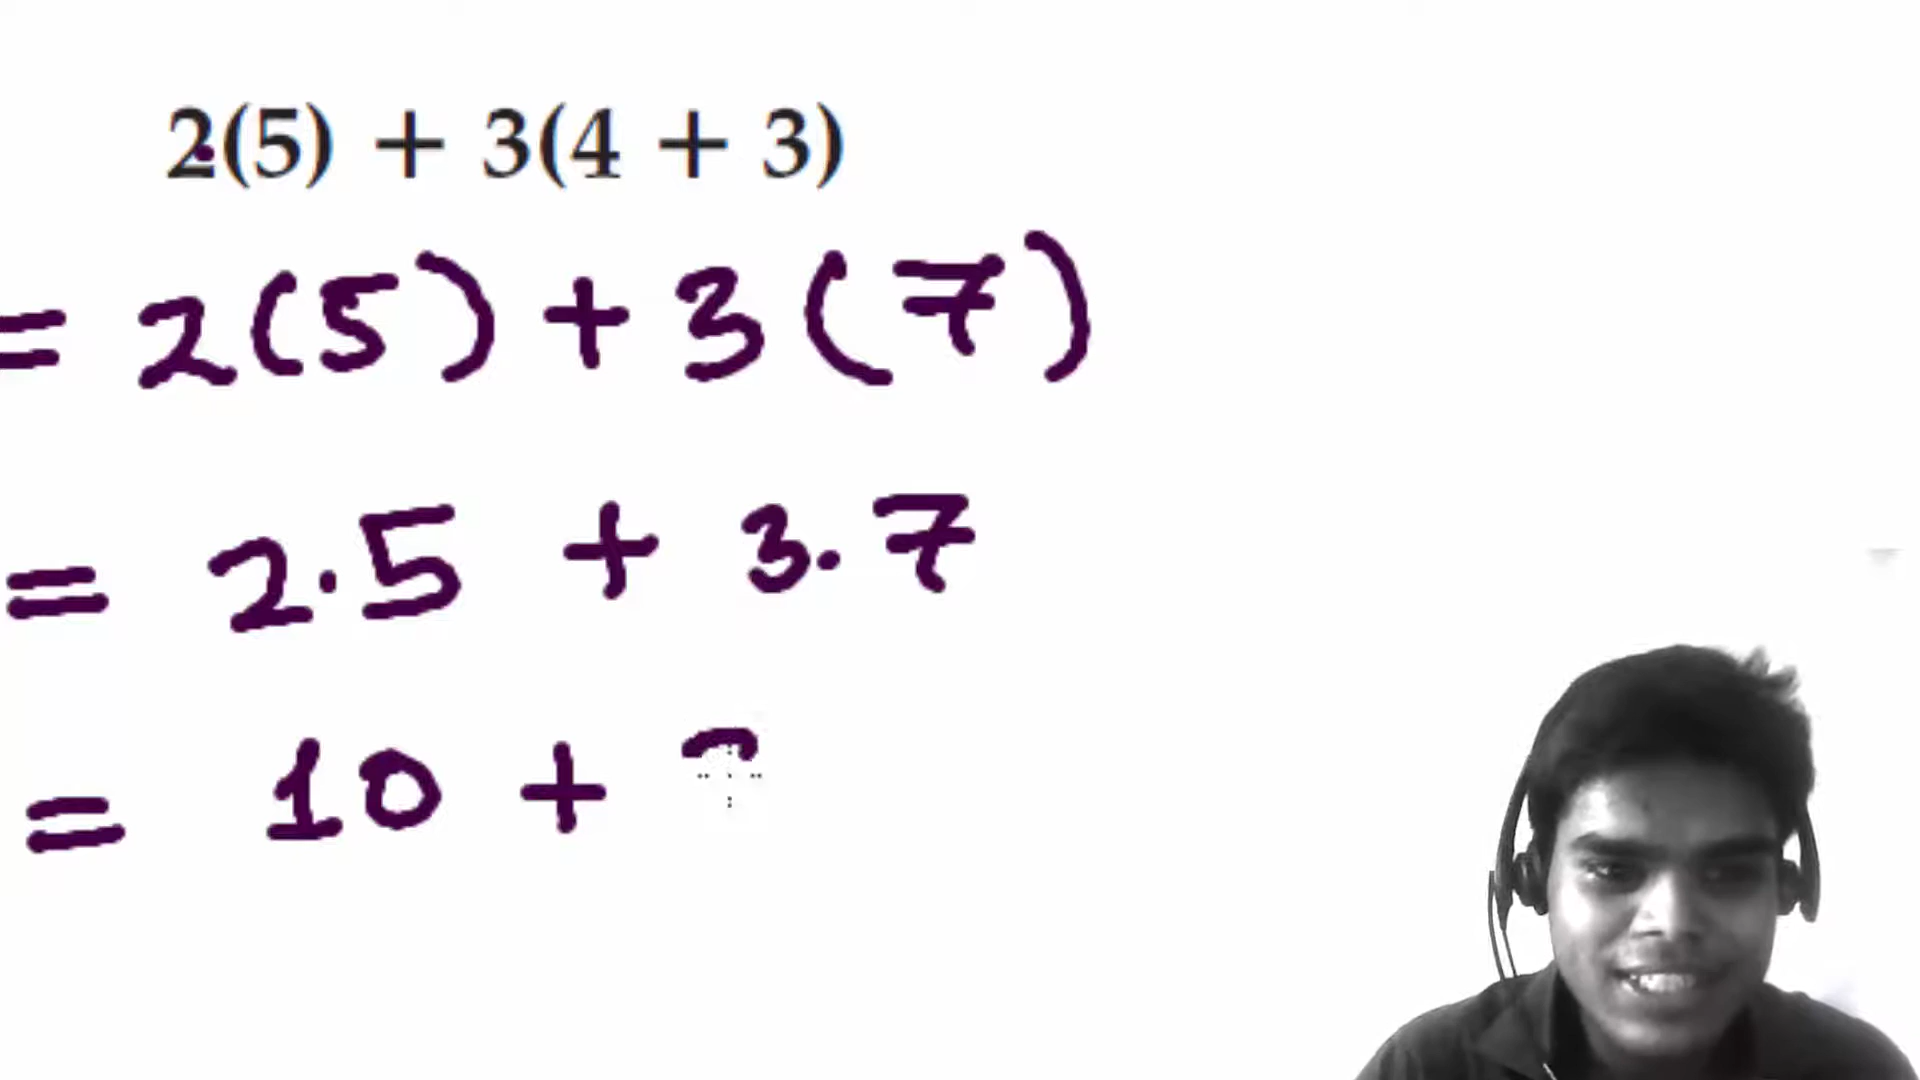 2(5) + 3(4 + 3)
= 2(5) + 3(7)
= 2.5 + 3.7
= 10 +